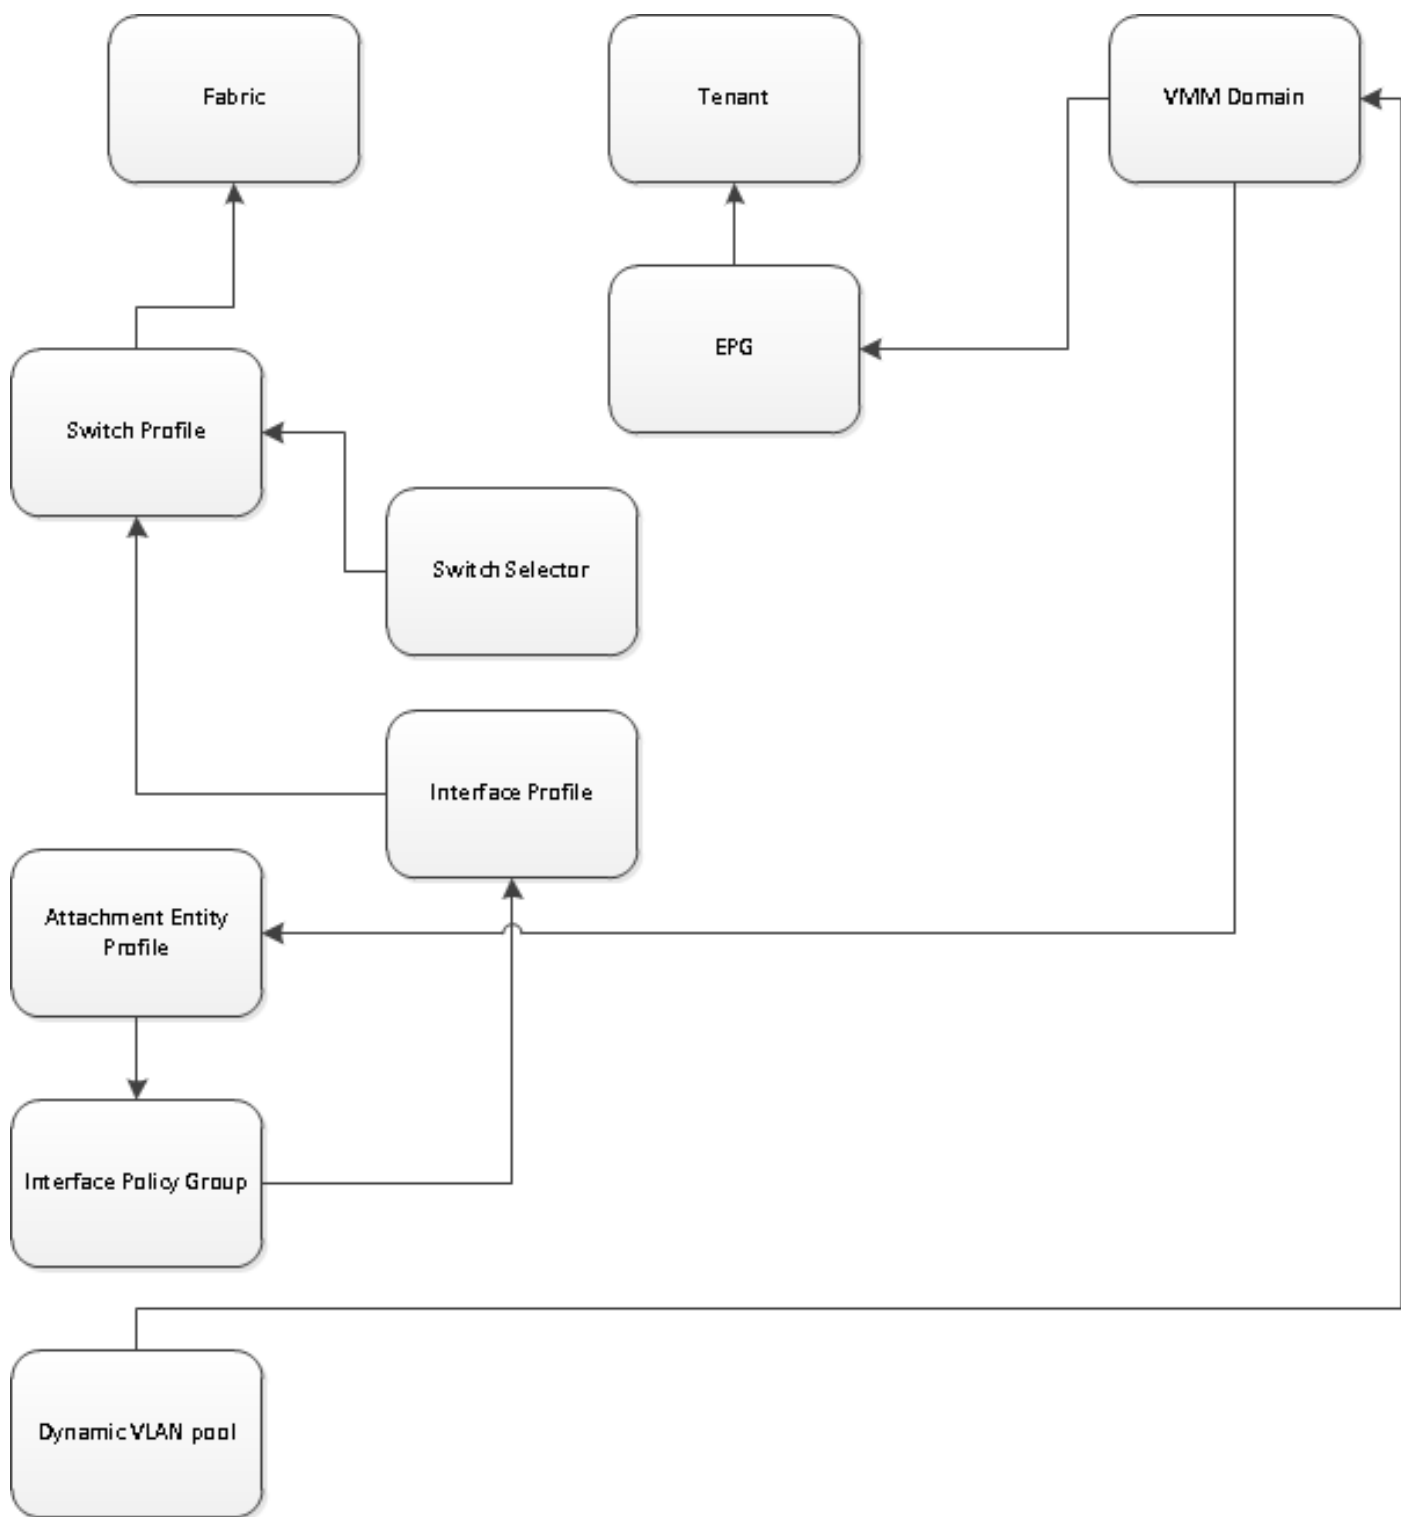 Fabric
Tenant
VMM Domain
EPG
Switch Profile
Switch Selector
Interface Profile
Attachment Entity
Profile
Interface Policy Group
Dynamic VLAN pool